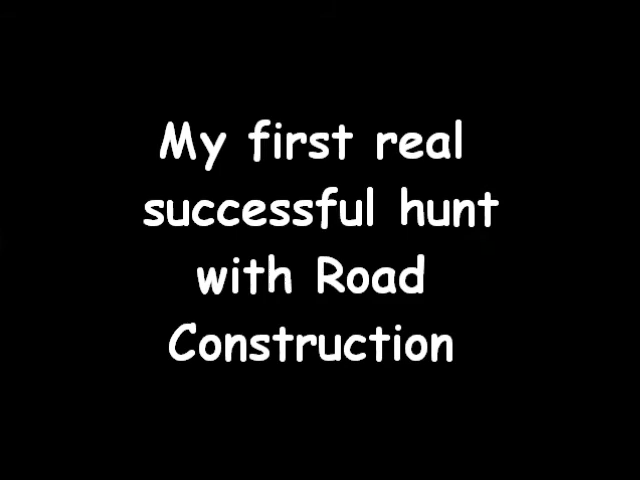 My first real
successful hunt
with Road
Construction